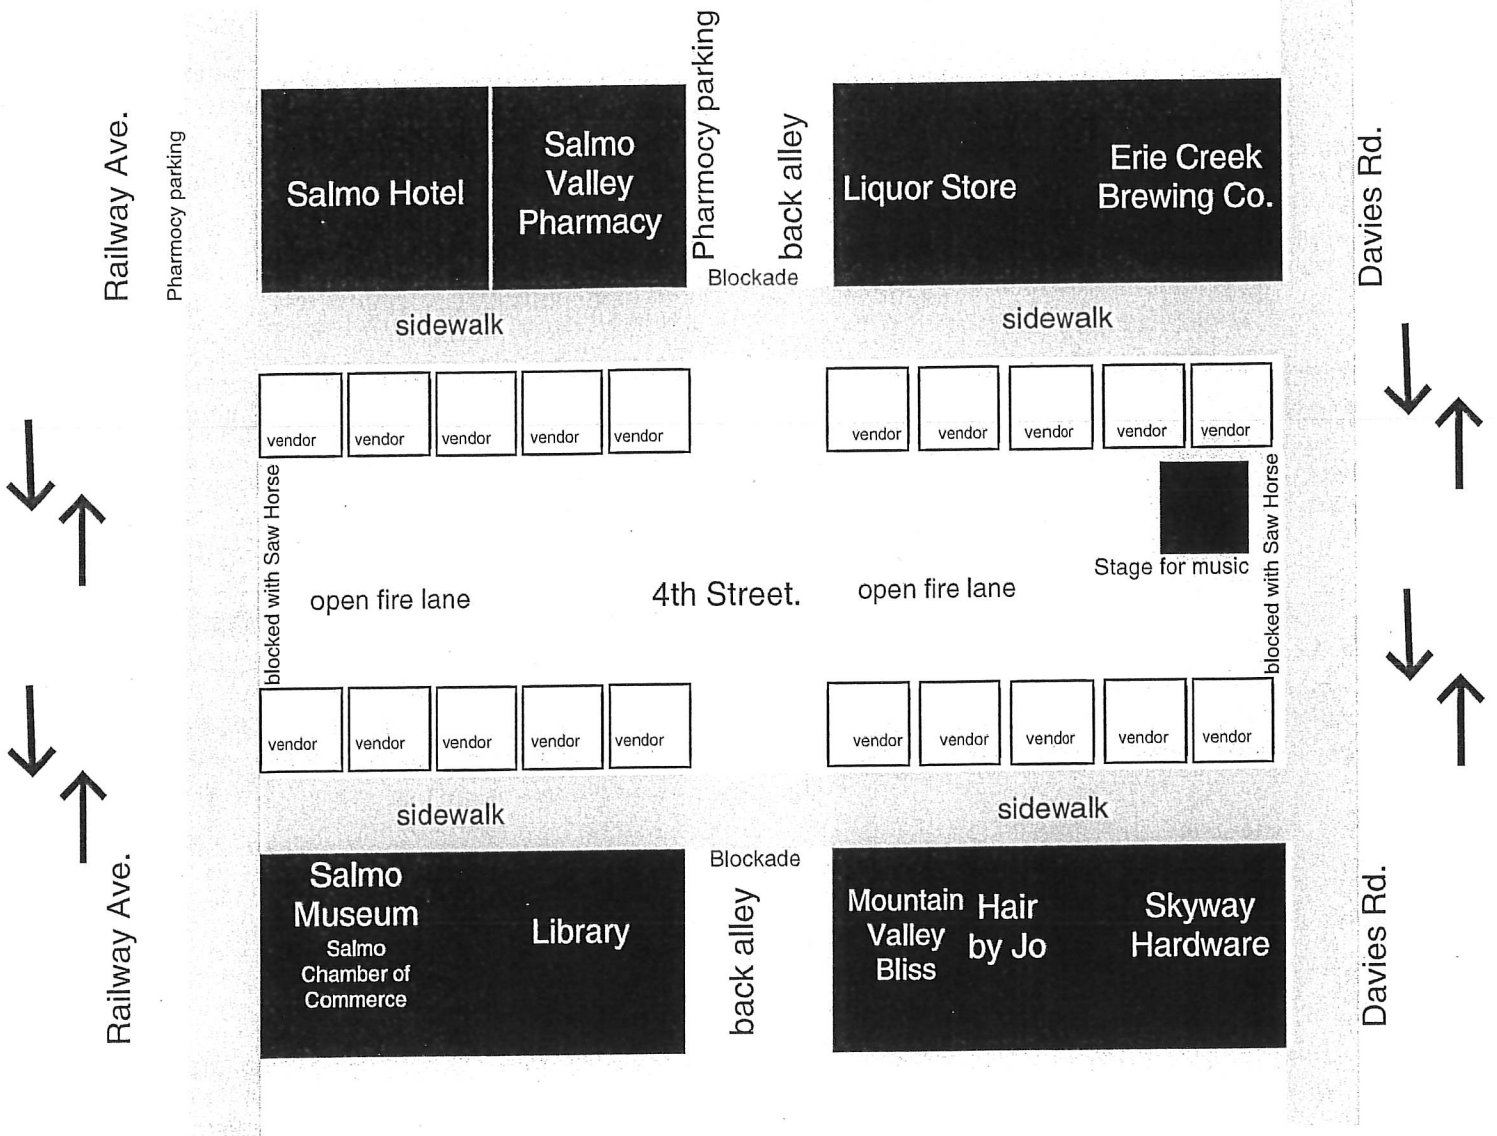 Railway Ave.
Pharmocy parking
Salmo Hotel
Salmo
Valley
Pharmacy
Pharmocy parking
back alley
Blockade
Liquor Store
Erie Creek
Brewing Co.
Davies Rd.
sidewalk
sidewalk
vendor
vendor
vendor
vendor
vendor
vendor
vendor
vendor
vendor
vendor
blocked with Saw Horse
open fire lane
4th Street.
open fire lane
Stage for music
blocked with Saw Horse
vendor
vendor
vendor
vendor
vendor
vendor
vendor
vendor
vendor
vendor
sidewalk
sidewalk
Railway Ave.
Salmo
Museum
Salmo
Chamber of
Commerce
Library
Blockade
back alley
Mountain
Valley
Bliss
Hair
by Jo
Skyway
Hardware
Davies Rd.